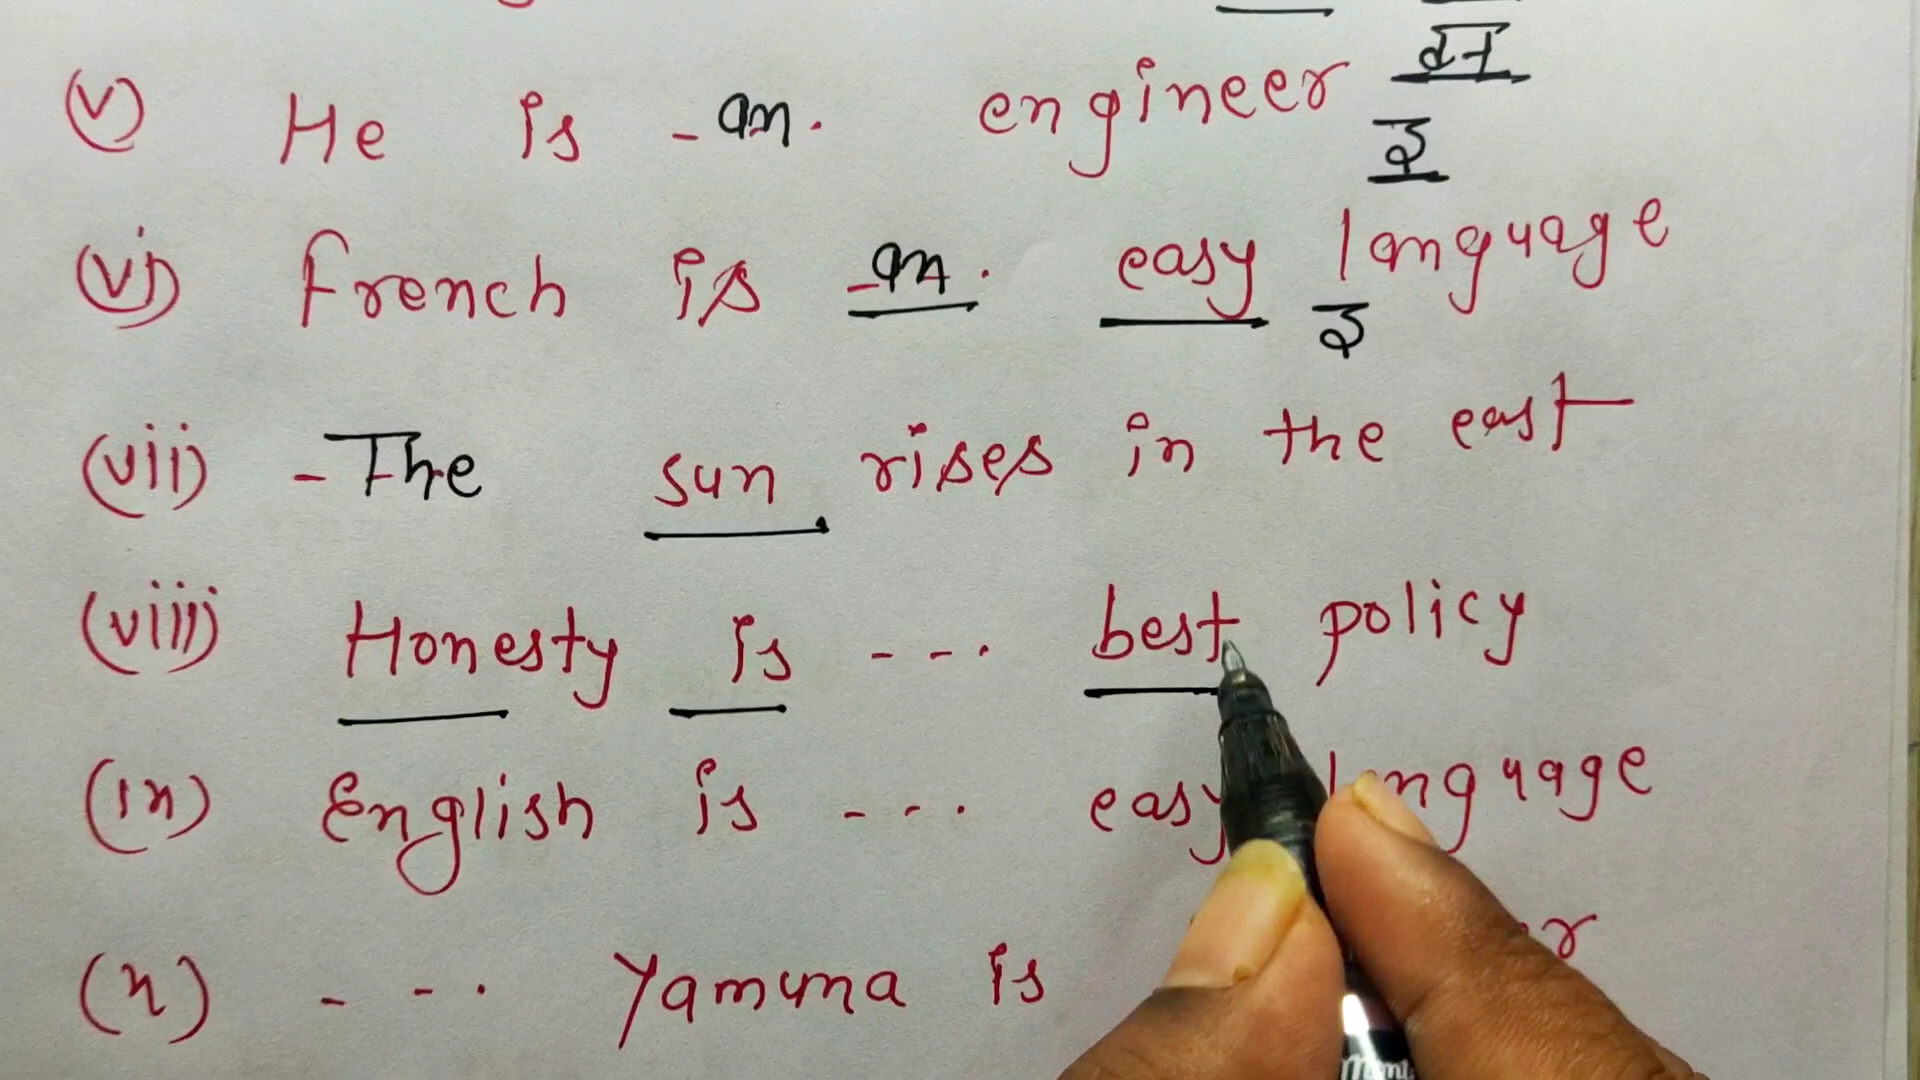 (v) He is - an. engineer
इ
(vi) French is - an. easy language
इ
(vii) - The sun rises in the east
(viii) Honesty is --. best policy
(ix) English is --. easy language
(x) --. Yamuna is